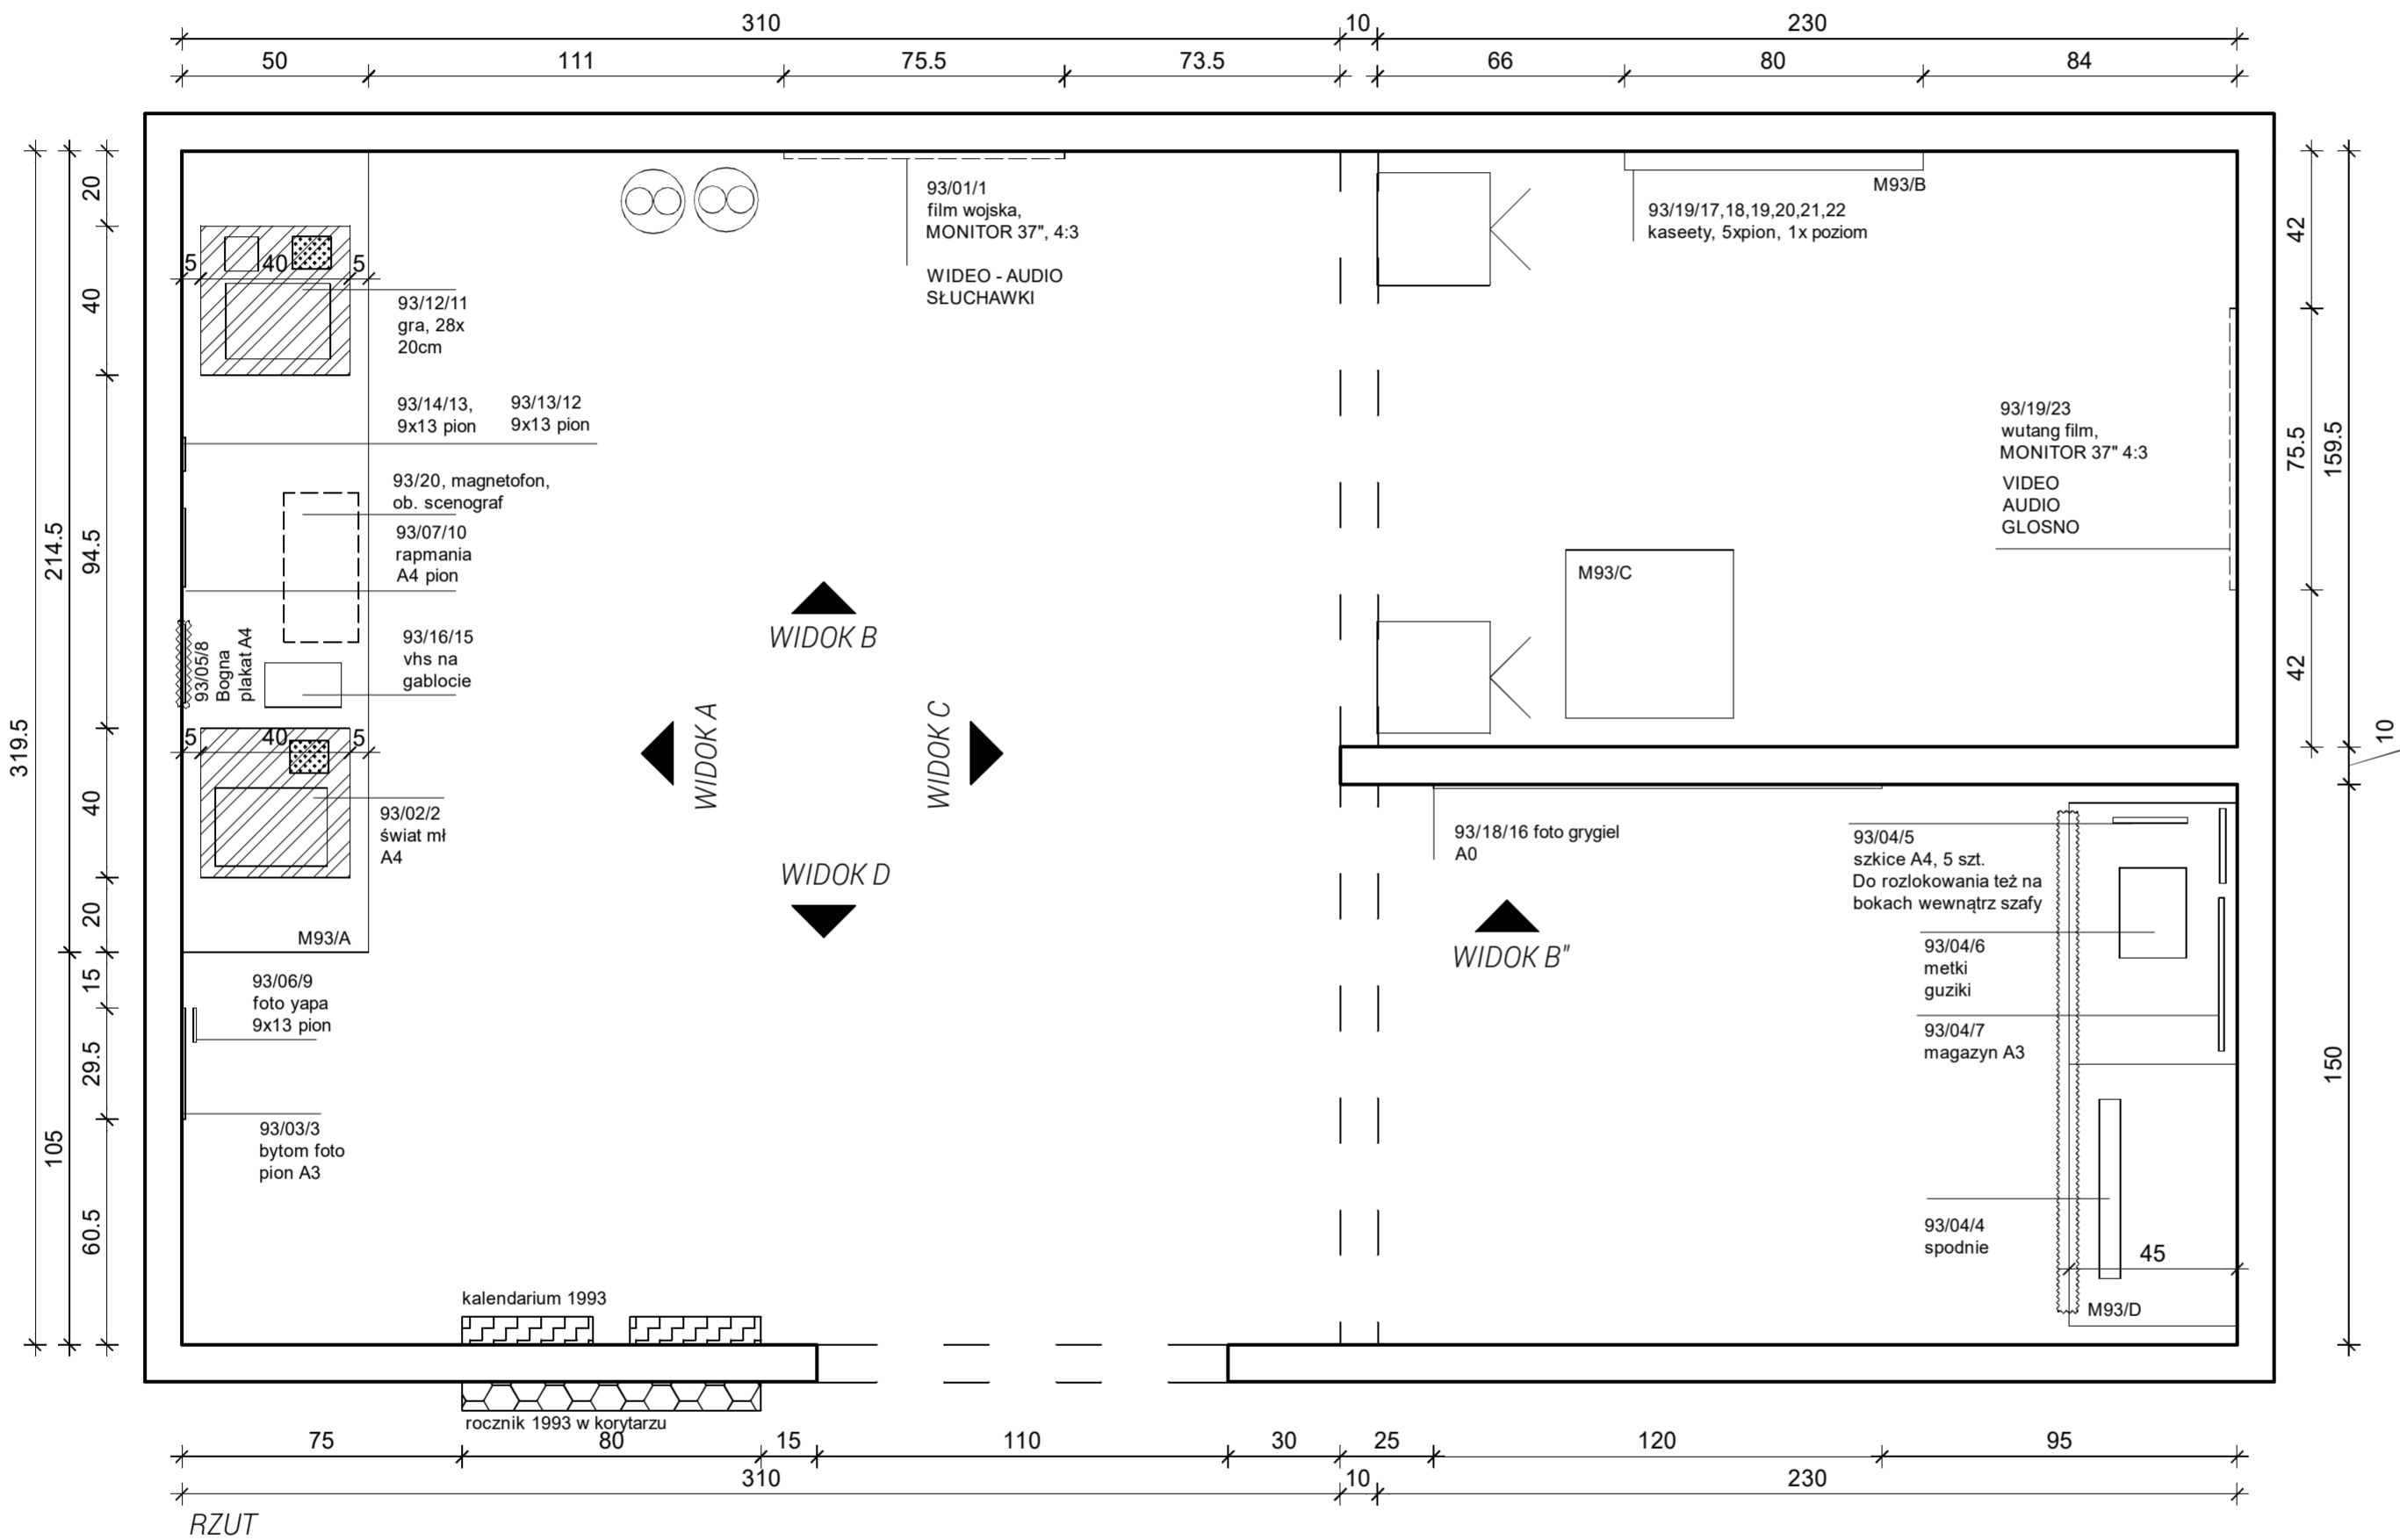 310
10
230
50
111
75.5
73.5
66
80
84
20
40
94.5
40
20
15
29.5
60.5
214.5
105
319.5
5
40
5
93/12/11
gra, 28x
20cm
93/14/13,
9x13 pion
93/13/12
9x13 pion
93/20, magnetofon,
ob. scenograf
93/07/10
rapmania
A4 pion
93/05/8
Bogna
plakat A4
93/16/15
vhs na
gablocie
5
40
5
93/02/2
świat mł
A4
M93/A
93/06/9
foto yapa
9x13 pion
93/03/3
bytom foto
pion A3
93/01/1
film wojska,
MONITOR 37", 4:3
WIDEO - AUDIO
SŁUCHAWKI
WIDOK B
WIDOK A
WIDOK C
WIDOK D
M93/B
93/19/17,18,19,20,21,22
kaseety, 5xpion, 1x poziom
93/19/23
wutang film,
MONITOR 37" 4:3
VIDEO
AUDIO
GLOSNO
M93/C
42
75.5
42
159.5
10
150
93/18/16 foto grygiel
A0
WIDOK B"
93/04/5
szkice A4, 5 szt.
Do rozlokowania też na
bokach wewnątrz szafy
93/04/6
metki
guziki
93/04/7
magazyn A3
93/04/4
spodnie
45
M93/D
kalendarium 1993
rocznik 1993 w korytarzu
75
80
15
110
30
25
120
95
310
10
230
RZUT